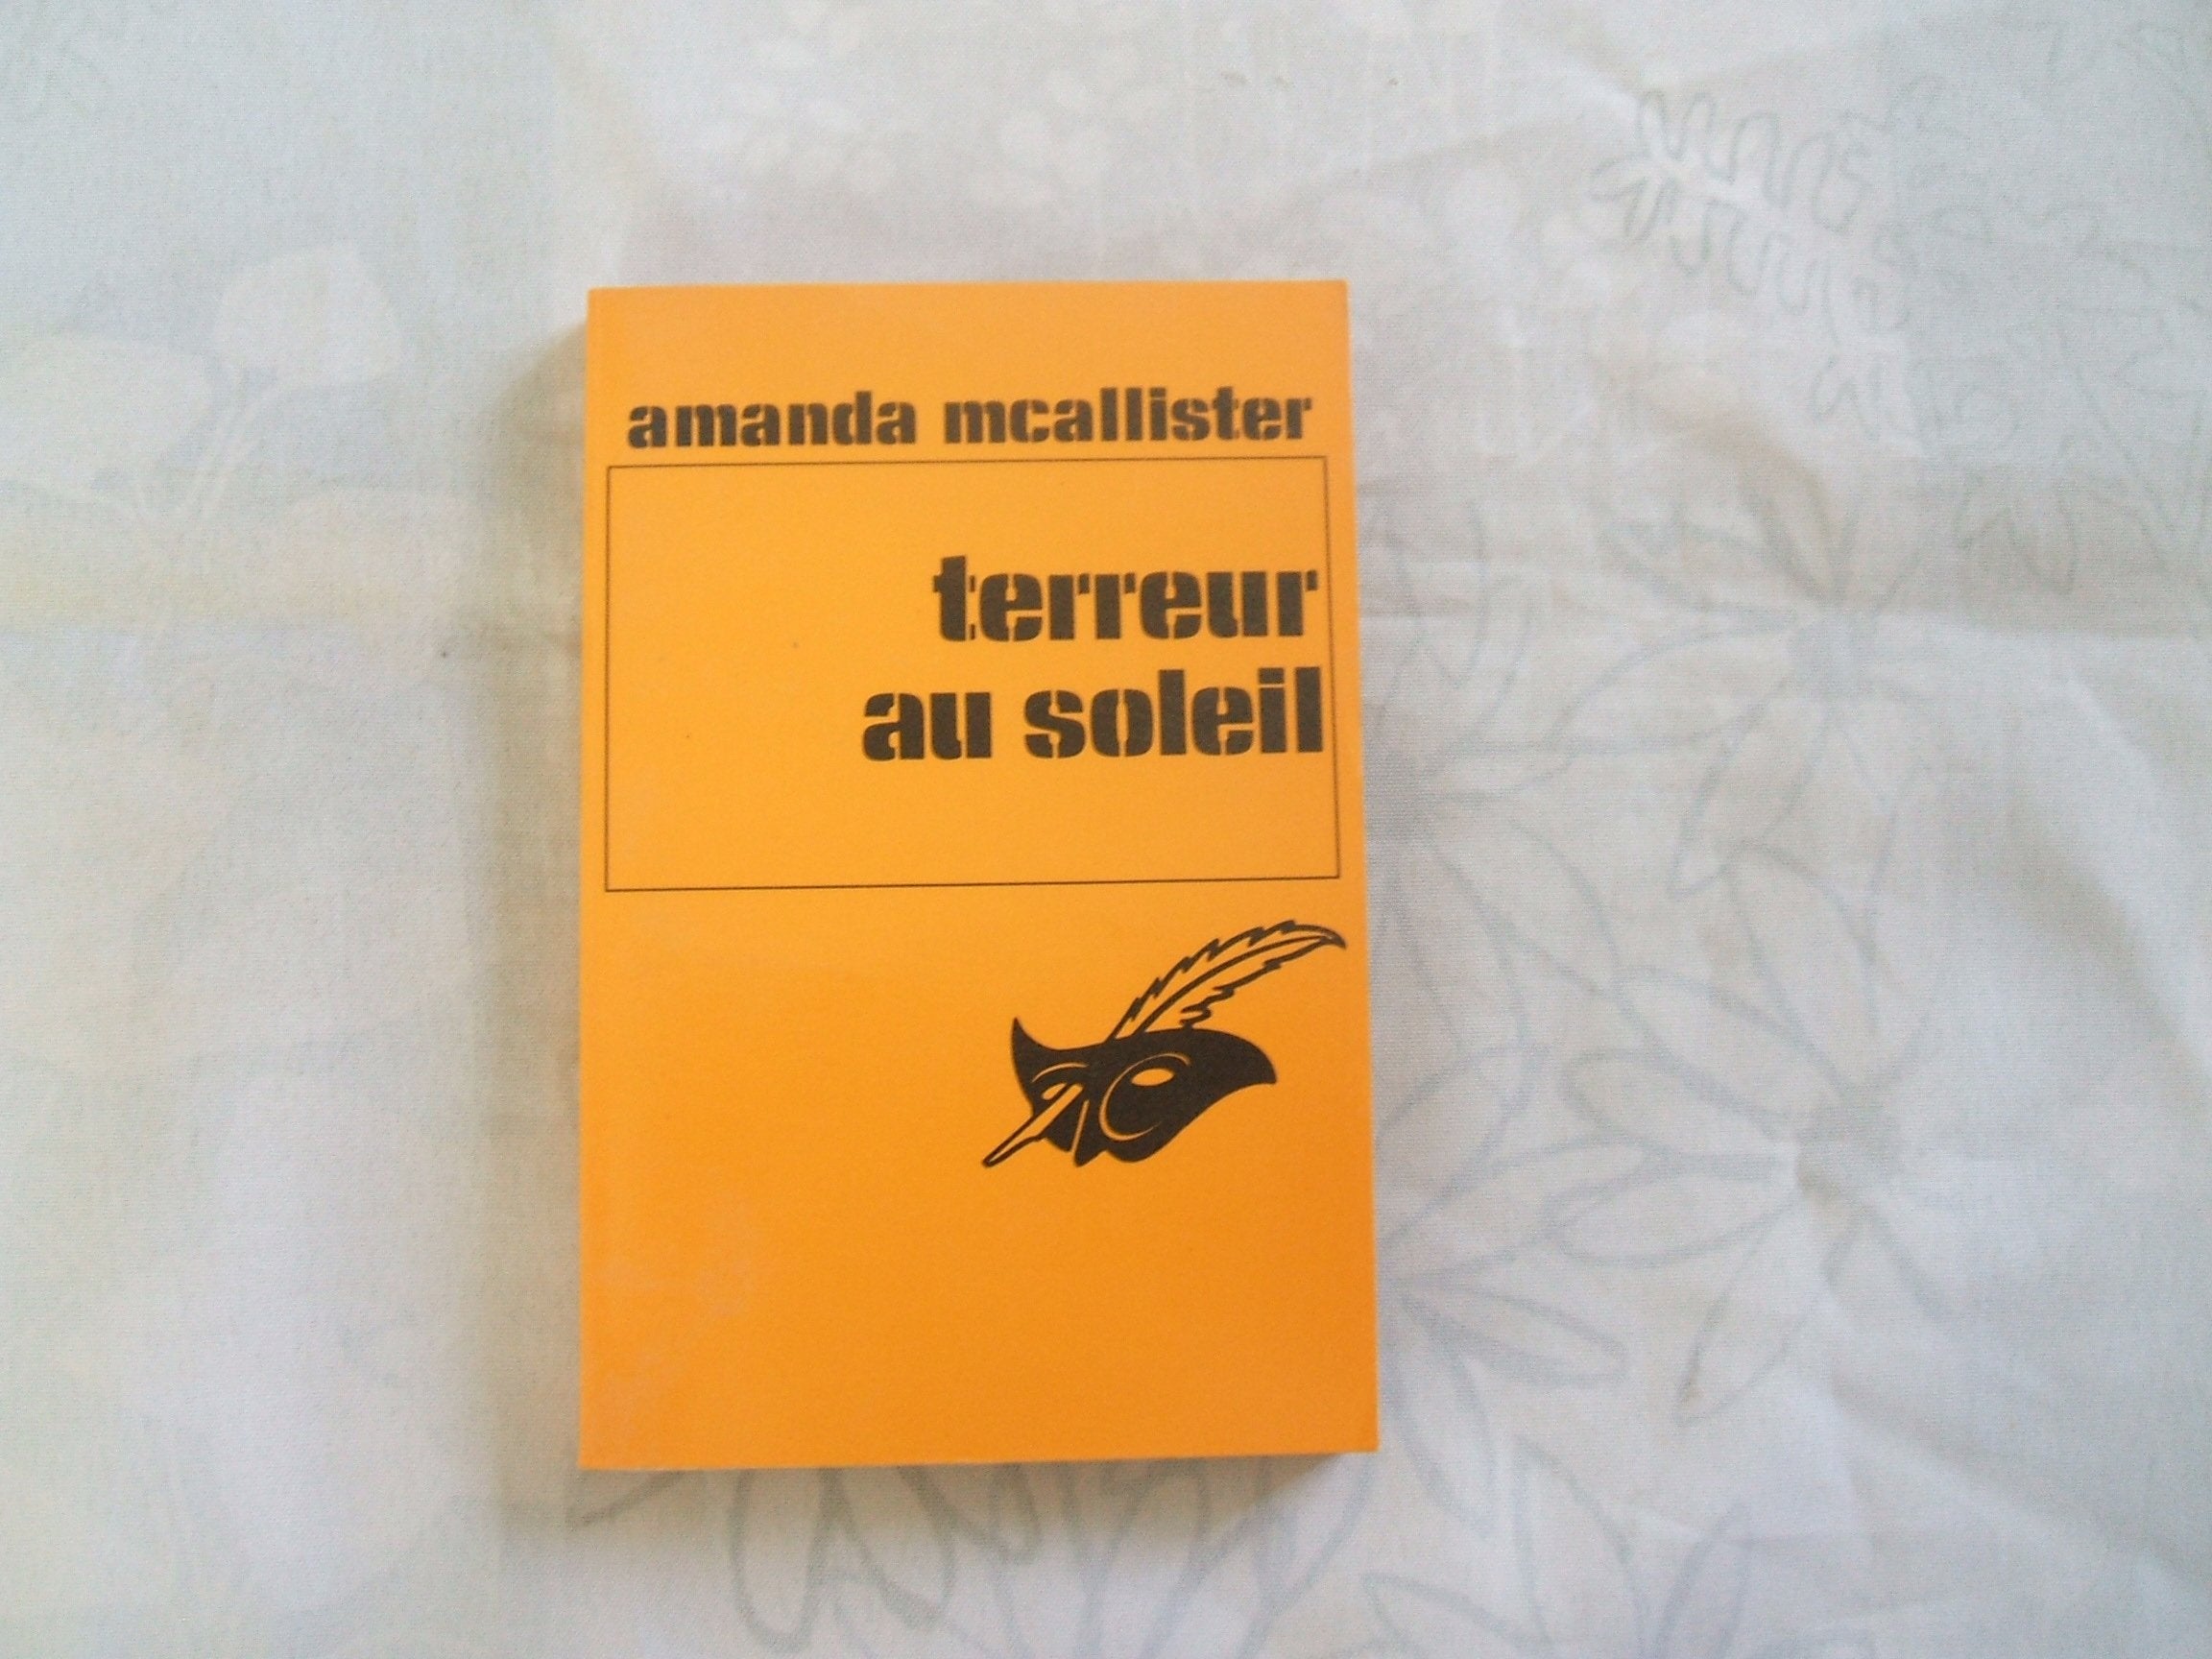 amanda mcallister
terreur
au soleil